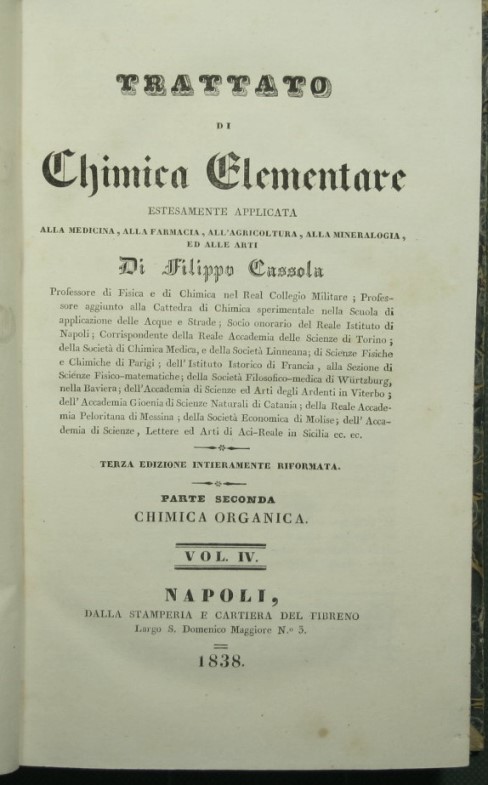 TRATTATO
DI
Chimica Elementare
ESTESAMENTE APPLICATA
ALLA MEDICINA, ALLA FARMACIA, ALL'AGRICOLTURA, ALLA MINERALOGIA,
ED ALLE ARTI
Di Filippo Cassola
Professore di Fisica e di Chimica nel Real Collegio Militare; Profes-
sore aggiunto alla Cattedra di Chimica sperimentale nella Scuola di
applicazione delle Acque e Strade; Socio onorario del Reale Istituto di
Napoli; Corrispondente della Reale Accademia delle Scienze di Torino;
della Società di Chimica Medica, e della Società Linneana; di Scienze Fisiche
e Chimiche di Parigi; dell'Istituto Istorico di Francia, alla Sezione di
Scienze Fisico-matematiche; della Società Filosofico-medica di Würtzburg,
nella Baviera; dell'Accademia di Scienze ed Arti degli Ardenti in Viterbo;
dell'Accademia Gioenia di Scienze Naturali di Catania; della Reale Accade-
mia Peloritana di Messina; della Società Economica di Molise; dell'Acca-
demia di Scienze, Lettere ed Arti di Aci-Reale in Sicilia ec. ec.
TERZA EDIZIONE INTIERAMENTE RIFORMATA.
PARTE SECONDA
CHIMICA ORGANICA.
VOL. IV.
NAPOLI,
DALLA STAMPERIA E CARTIERA DEL FIBRENO
Largo S. Domenico Maggiore N.º 3.
1838.